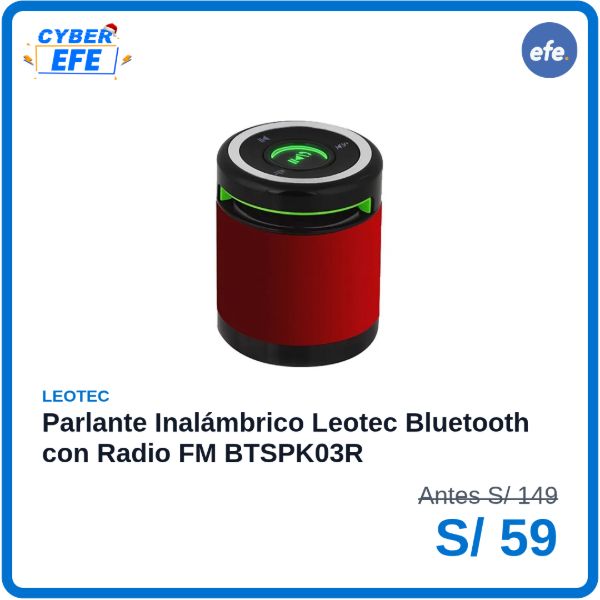 CYBER
EFE
efe.
LEOTEC
Parlante Inalámbrico Leotec Bluetooth
con Radio FM BTSPK03R
Antes S/ 149
S/ 59